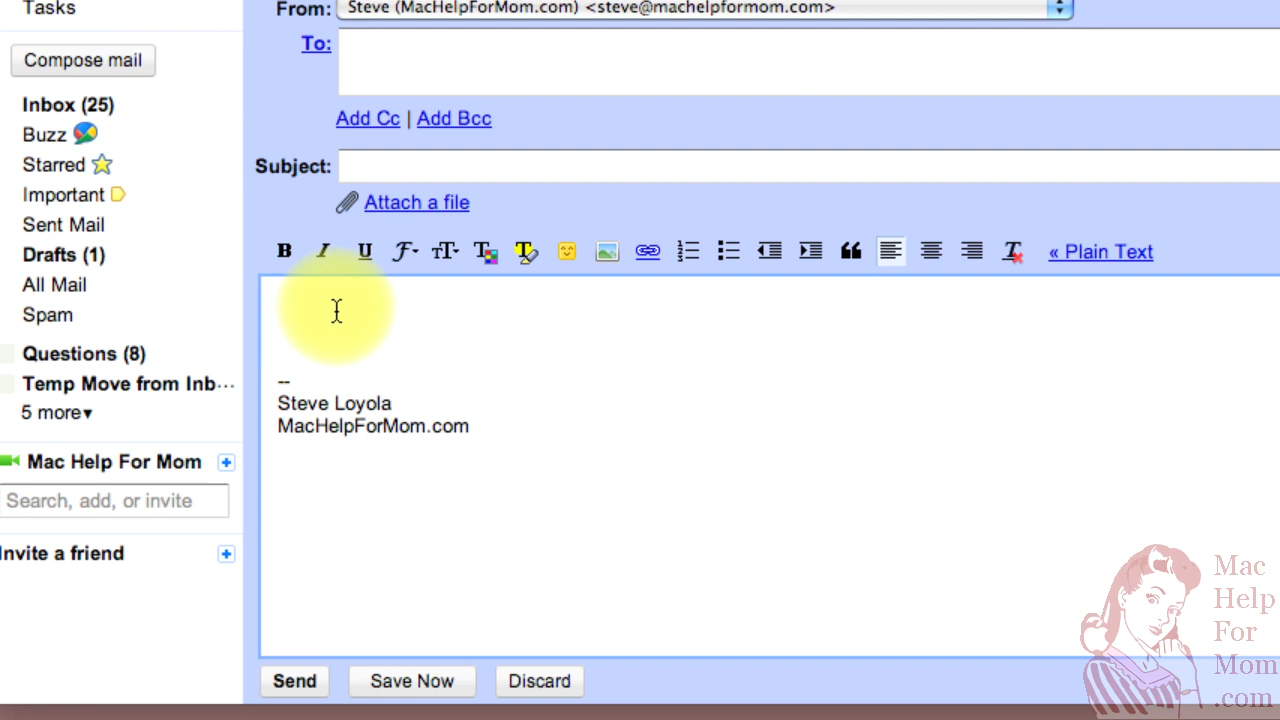 Tasks
From: Steve (MacHelpForMom.com) <steve@machelpformom.com>
To:
Compose mail
Add Cc | Add Bcc
Inbox (25)
Buzz
Starred
Subject:
Important
Attach a file
Sent Mail
Drafts (1)
B I U F T T T « Plain Text
All Mail
Spam
Questions (8)
Temp Move from Inb...
5 more▾
--
Steve Loyola
MacHelpForMom.com
Mac Help For Mom
Search, add, or invite
Invite a friend
Send
Save Now
Discard
Mac
Help
For
Mom
.com